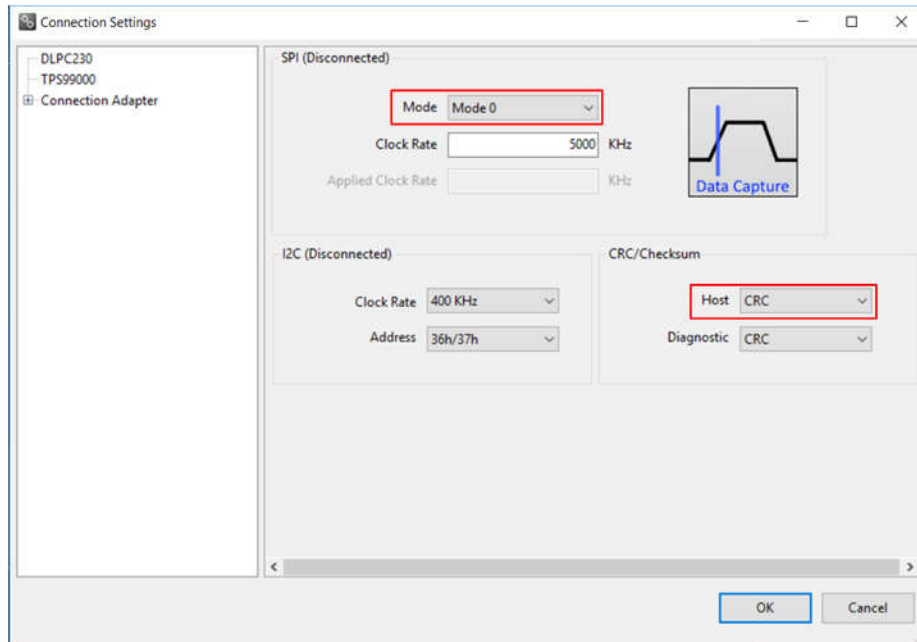 Connection Settings
DLPC230
TPS99000
Connection Adapter
SPI (Disconnected)
Mode Mode 0
Clock Rate 5000 KHz
Applied Clock Rate KHz
Data Capture
I2C (Disconnected)
Clock Rate 400 KHz
Address 36h/37h
CRC/Checksum
Host CRC
Diagnostic CRC
OK Cancel